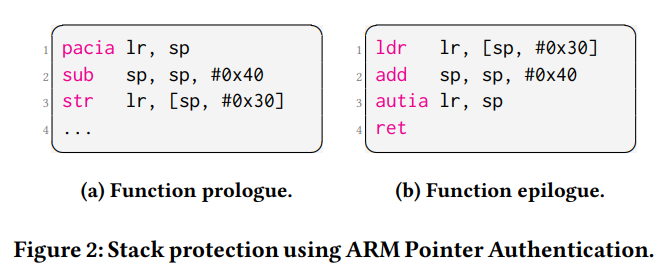 1 pacia lr, sp
2 sub sp, sp, #0x40
3 str lr, [sp, #0x30]
4 ...
(a) Function prologue.
1 ldr lr, [sp, #0x30]
2 add sp, sp, #0x40
3 autia lr, sp
4 ret
(b) Function epilogue.
Figure 2: Stack protection using ARM Pointer Authentication.